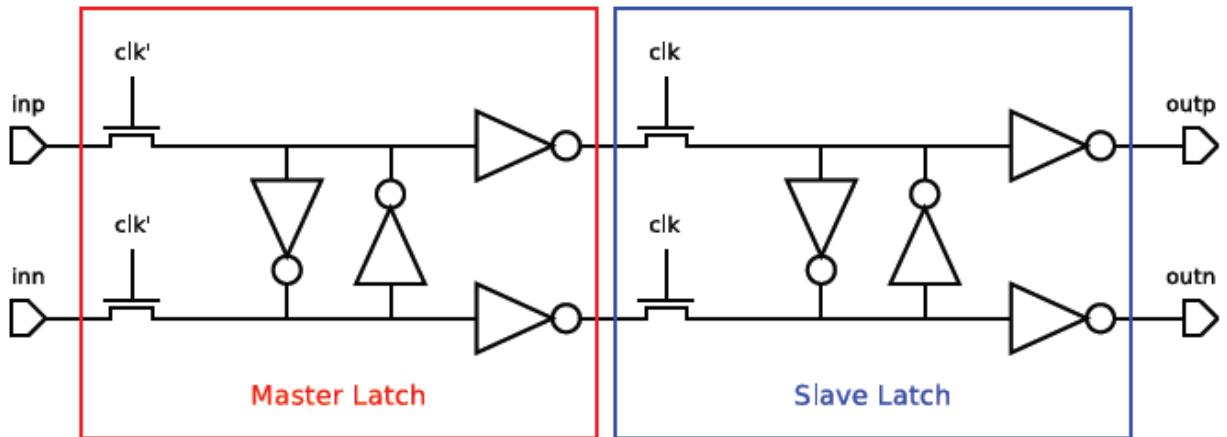 clk'
clk
inp
outp
clk'
clk
inn
outn
Master Latch
Slave Latch